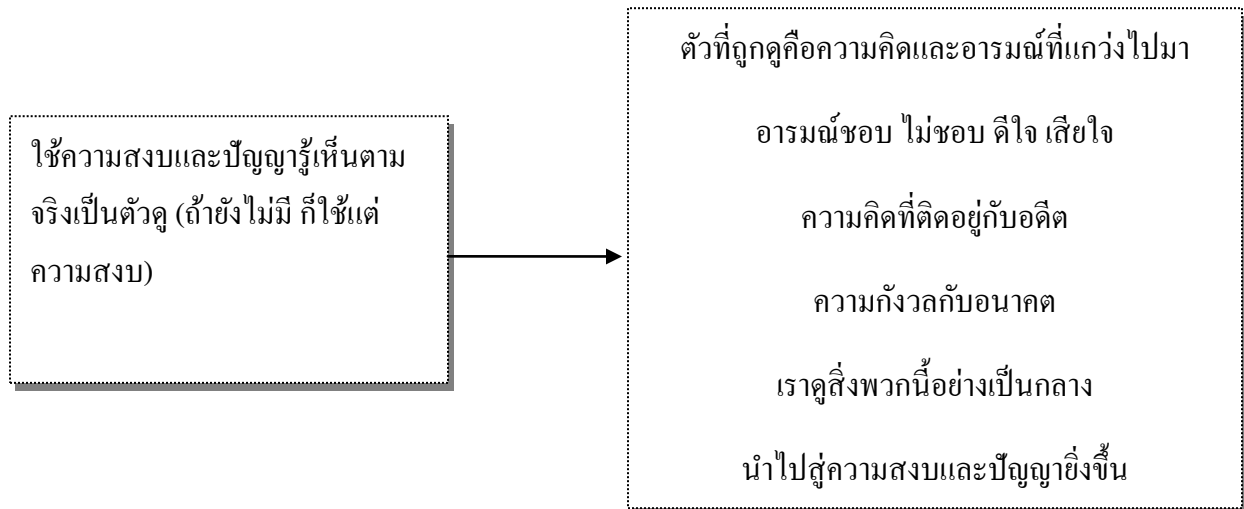 ใช้ความสงบและปัญญารู้เห็นตาม
จริงเป็นตัวดู (ถ้ายังไม่มี ก็ใช้แต่
ความสงบ)
ตัวที่ถูกดูคือความคิดและอารมณ์ที่แกว่งไปมา
อารมณ์ชอบ ไม่ชอบ ดีใจ เสียใจ
ความคิดที่ติดอยู่กับอดีต
ความกังวลกับอนาคต
เราดูสิ่งพวกนี้อย่างเป็นกลาง
นำไปสู่ความสงบและปัญญายิ่งขึ้น